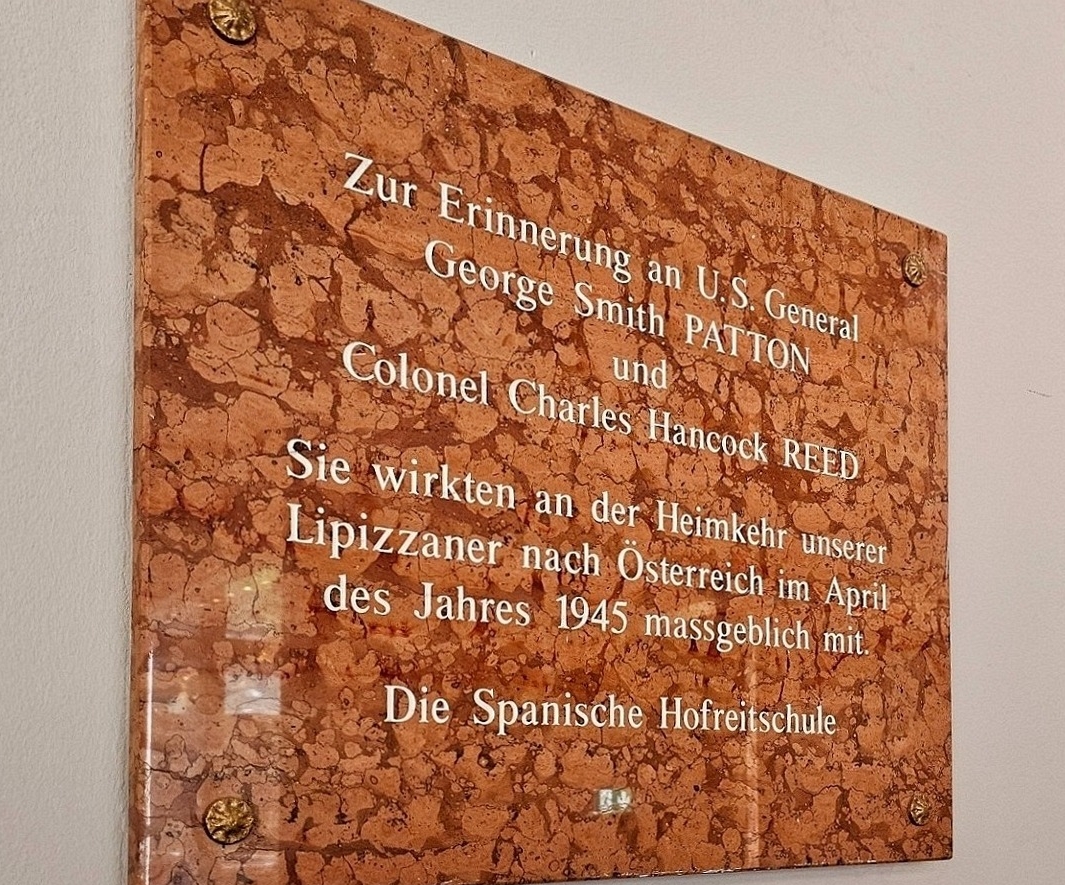 Zur Erinnerung an U.S. General
George Smith PATTON
und
Colonel Charles Hancock REED
Sie wirkten an der Heimkehr unserer
Lipizzaner nach Österreich im April
des Jahres 1945 massgeblich mit.
Die Spanische Hofreitschule